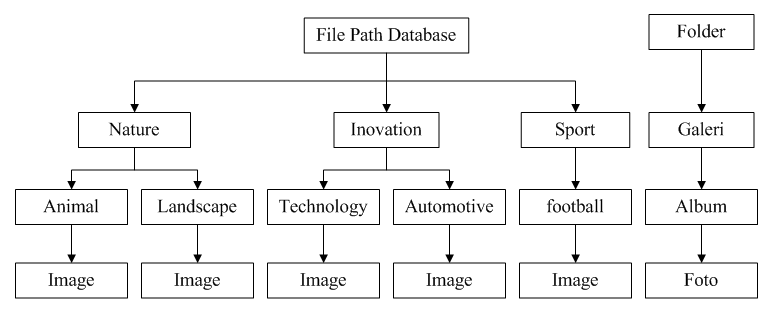 File Path Database
Folder
Nature
Inovation
Sport
Galeri
Animal
Landscape
Technology
Automotive
football
Album
Image
Image
Image
Image
Image
Foto